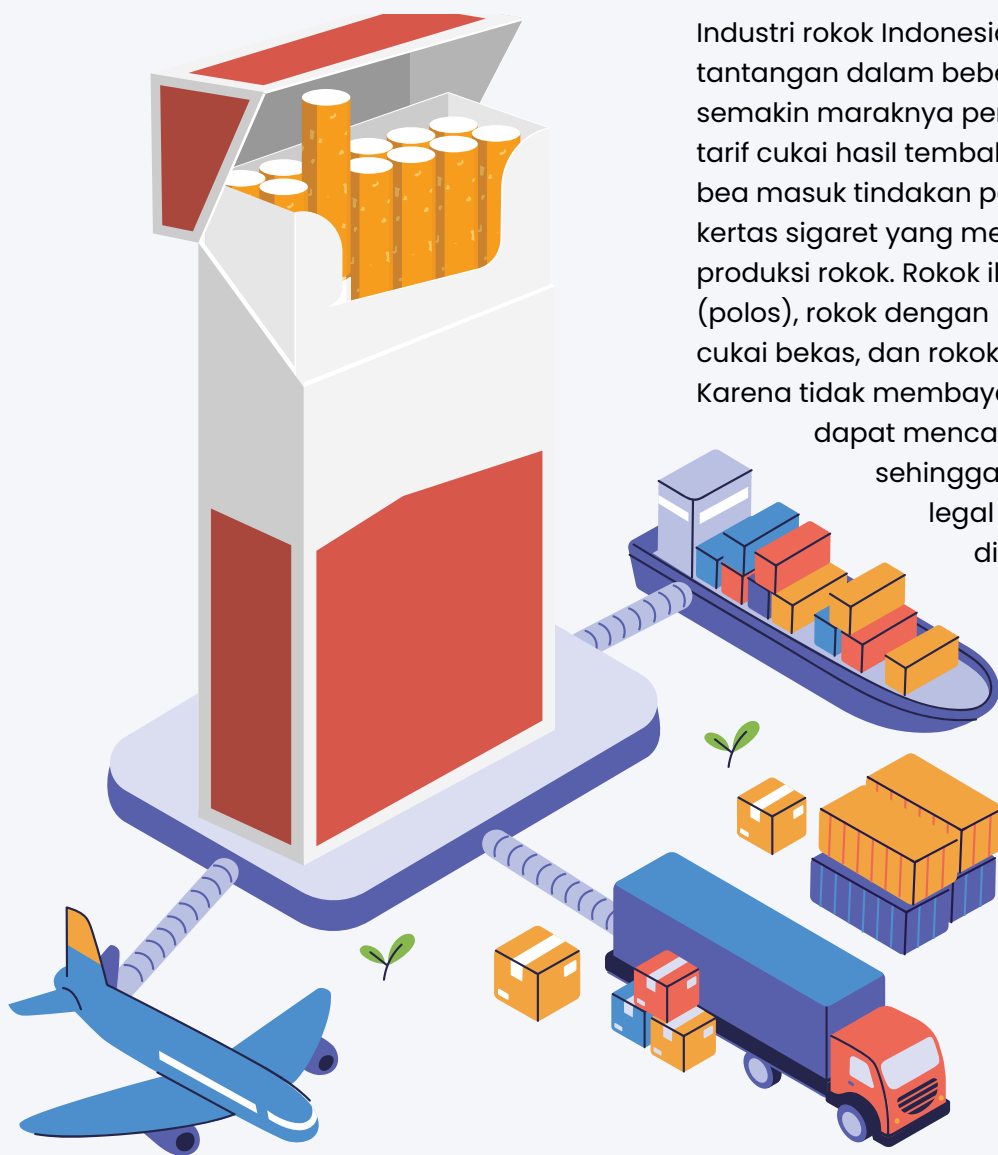 Industri rokok Indonesia
tantangan dalam bebe
semakin maraknya per
tarif cukai hasil tembak
bea masuk tindakan pe
kertas sigaret yang me
produksi rokok. Rokok il
(polos), rokok dengan
cukai bekas, dan rokok
Karena tidak membaya
dapat menca
sehingga
legal
di